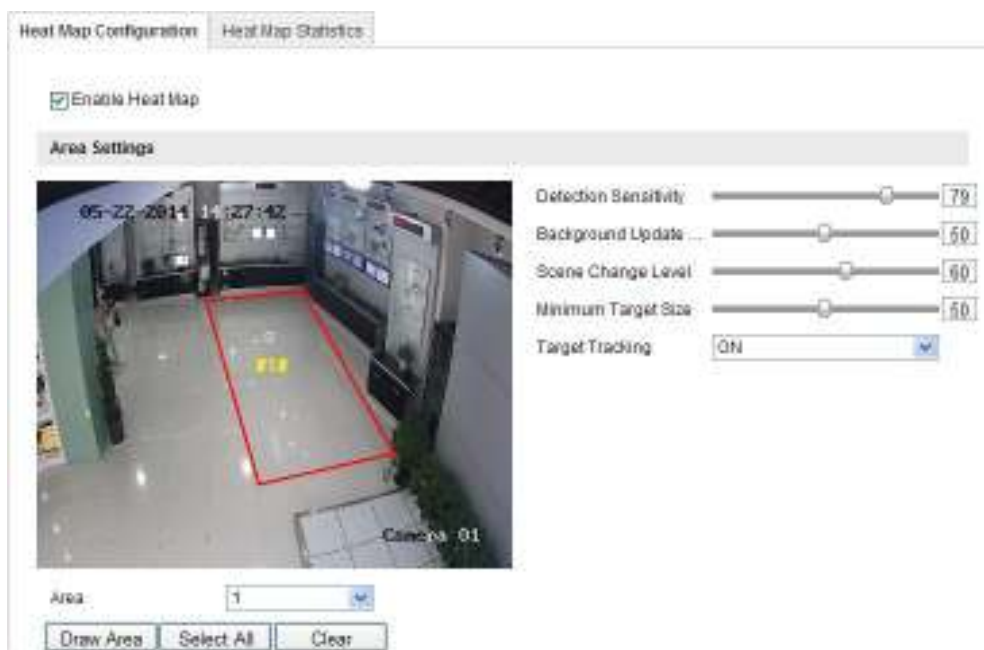 Heat Map Configuration
Heat Map Statistics
Enable Heat Map
Area Settings
05-22-2014 14:27:42
#1#
Camera 01
Detection Sensitivity 79
Background Update ... 50
Scene Change Level 60
Minimum Target Size 50
Target Tracking ON
Area 1
Draw Area Select All Clear